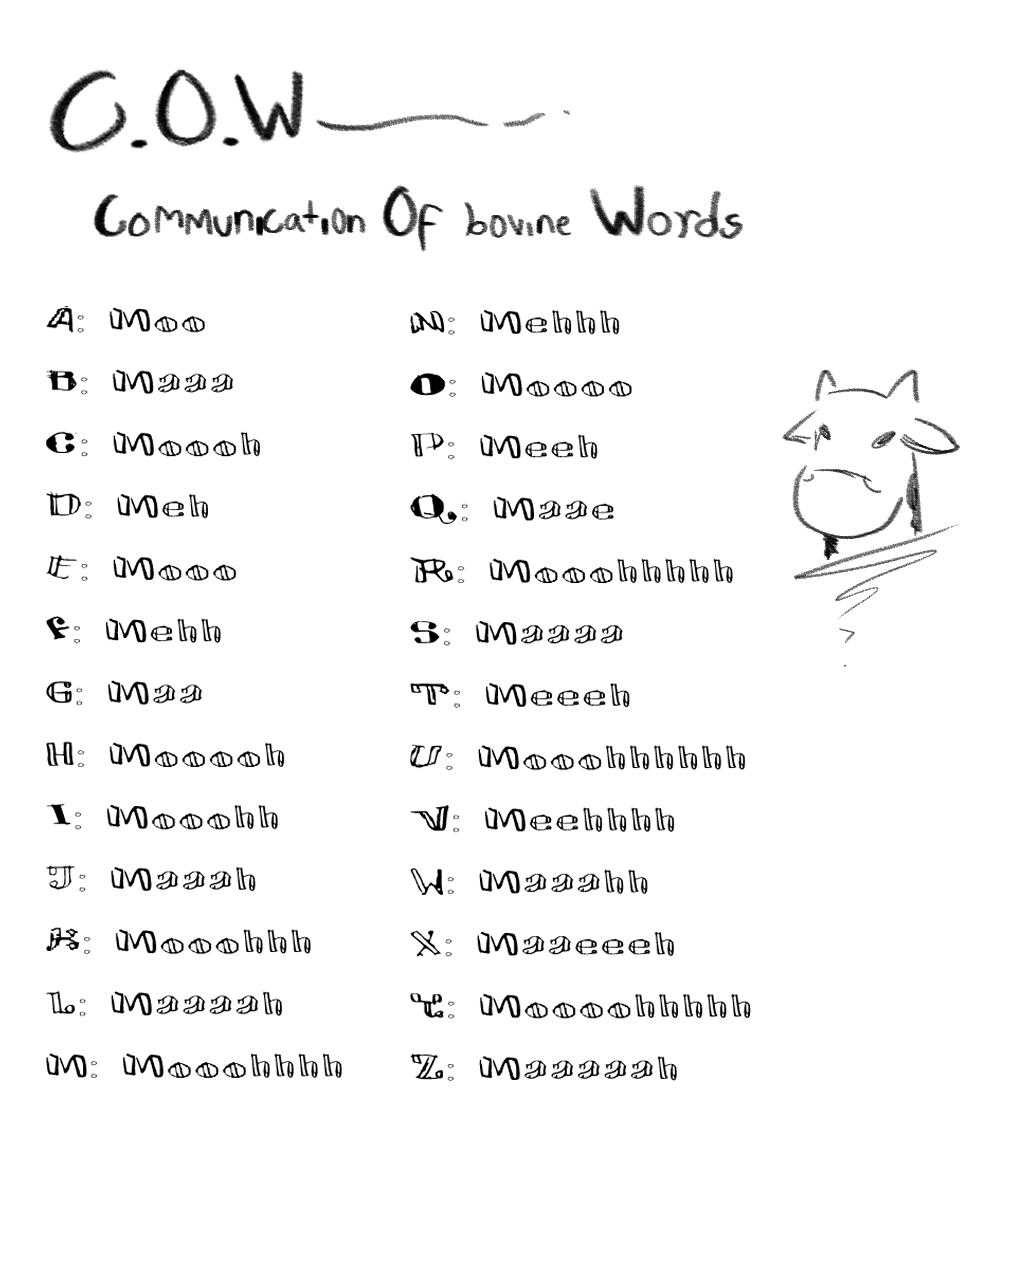 C.O.W
Communication Of bovine Words
A: Moo
B: Maaa
C: Moooh
D: Meh
E: Mooo
F: Mehh
G: Maa
H: Mooooh
I: Mooohh
J: Maaah
K: Mooohhh
L: Maaaah
M: Mooohhhh
N: Mehhh
O: Moooo
P: Meeh
Q: Maae
R: Mooohhhhh
S: Maaaa
T: Meeeh
U: Mooohhhhhh
V: Meehhhh
W: Maaahh
X: Maaeeeh
Y: Moooohhhhh
Z: Maaaaah